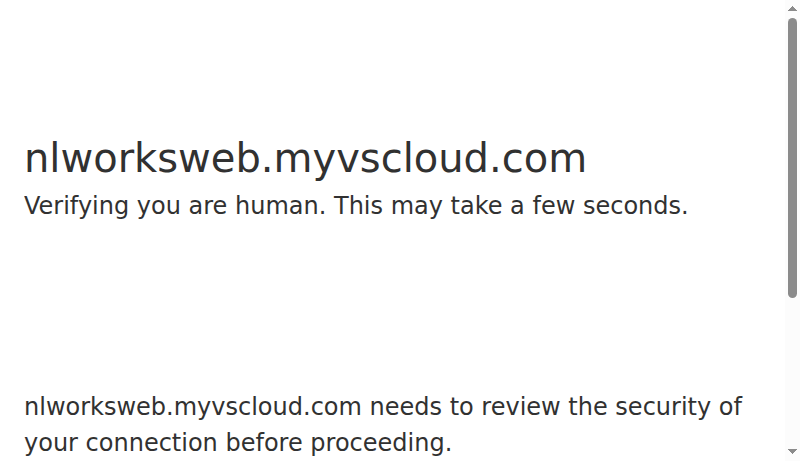 nlworksweb.myvscloud.com
Verifying you are human. This may take a few seconds.
nlworksweb.myvscloud.com needs to review the security of
your connection before proceeding.